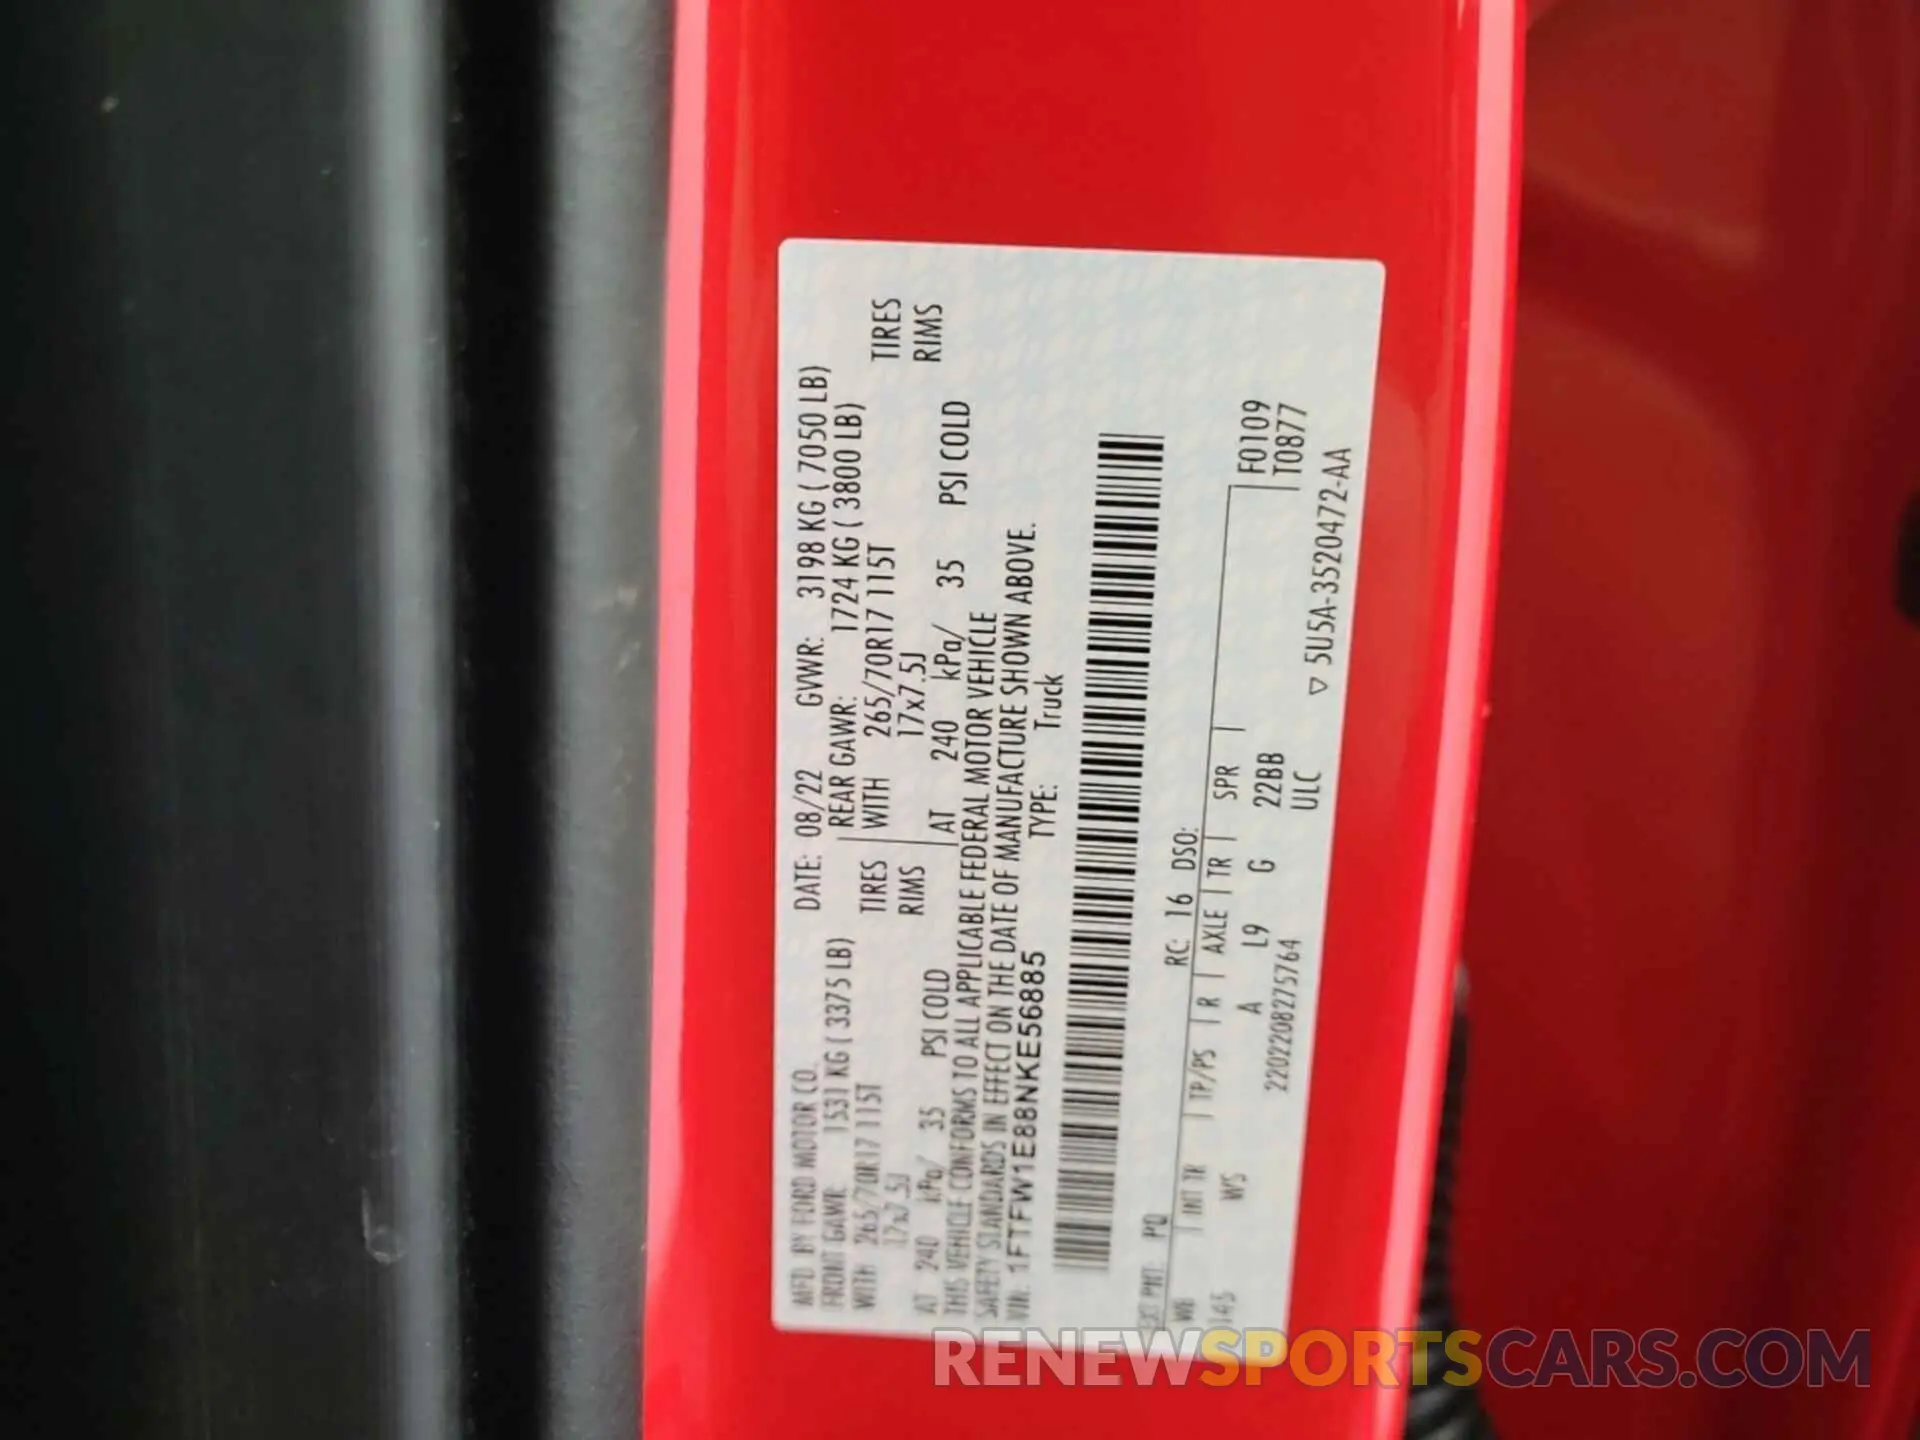 MFD BY FORD MOTOR CO. DATE: 08/22 GVWR: 3198 KG ( 7050 LB)
FRONT GAWR: 1531 KG ( 3375 LB) REAR GAWR: 1724 KG ( 3800 LB)
WITH 265/70R17 115T TIRES WITH 265/70R17 115T TIRES
17x7.5J RIMS 17x7.5J RIMS
AT 240 kPa/ 35 PSI COLD AT 240 kPa/ 35 PSI COLD
THIS VEHICLE CONFORMS TO ALL APPLICABLE FEDERAL MOTOR VEHICLE
SAFETY STANDARDS IN EFFECT ON THE DATE OF MANUFACTURE SHOWN ABOVE.
VIN: 1FTFW1E88NKE56885 TYPE: Truck
EXT PNT: PQ RC: 16 DSO:
WB INT TR TP/PS R AXLE TR SPR F0109
145 WS A L9 G 22BB T0877
220220827​5764 ULC
▽ 5U5A-3520472-AA
RENEWSPORTSCARS.COM